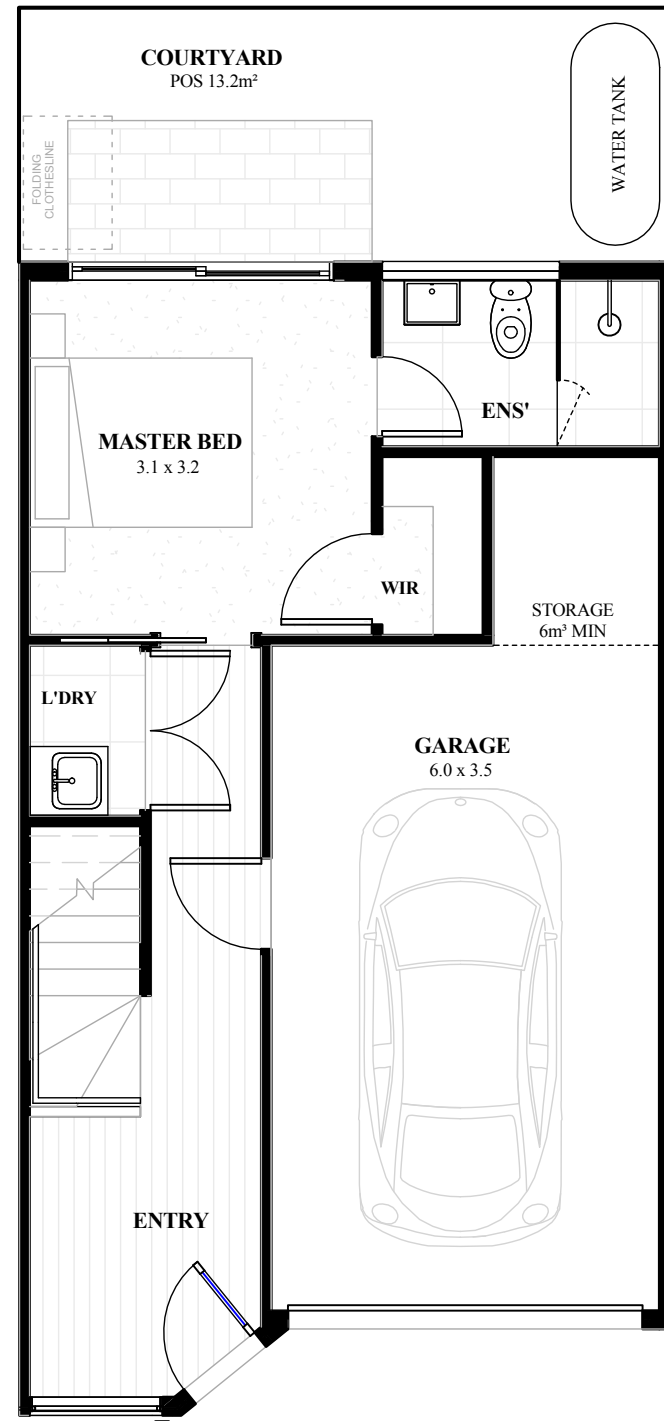 COURTYARD
POS 13.2m²
WATER TANK
FOLDING
CLOTHESLINE
ENS'
MASTER BED
3.1 x 3.2
WIR
STORAGE
6m³ MIN
L'DRY
GARAGE
6.0 x 3.5
ENTRY